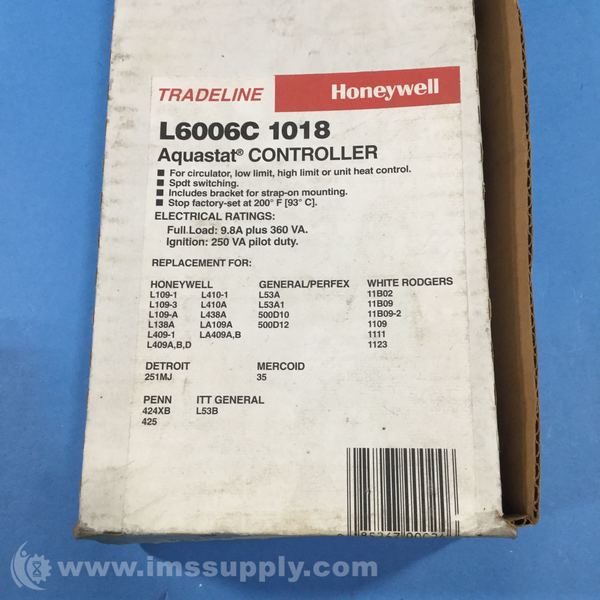 TRADELINE Honeywell
L6006C 1018
Aquastat® CONTROLLER
■ For circulator, low limit, high limit or unit heat control.
■ Spdt switching.
■ Includes bracket for strap-on mounting.
■ Stop factory-set at 200° F [93° C].
ELECTRICAL RATINGS:
Full Load: 9.8A plus 360 VA.
Ignition: 250 VA pilot duty.
REPLACEMENT FOR:
HONEYWELL GENERAL/PERFEX WHITE RODGERS
L109-1 L410-1 L53A 11B02
L109-3 L410A L53A1 11B09
L109-A L438A 500D10 11B09-2
L138A LA109A 500D12 1109
L409-1 LA409A,B 1111
L409A,B,D 1123
DETROIT MERCOID
251MJ 35
PENN ITT GENERAL
424XB L53B
425
© www.imssupply.com